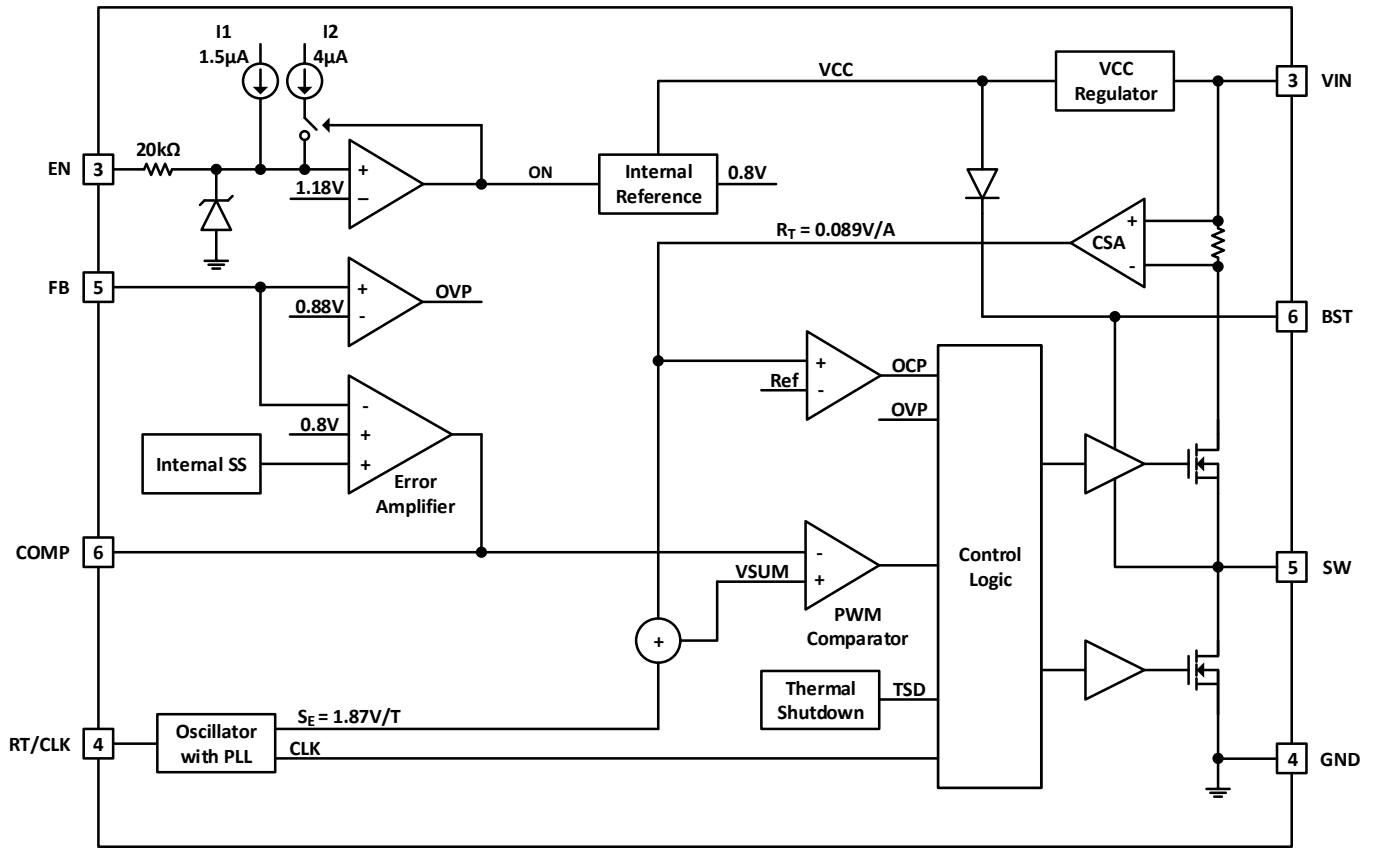 I1
1.5µA
I2
4µA
VCC
VCC
Regulator
3
VIN
EN
3
20kΩ
+
1.18V
–
ON
Internal
Reference
0.8V
R_T = 0.089V/A
CSA
+
-
FB
5
+
0.88V
-
OVP
6
BST
+
Ref
-
OCP
OVP
-
0.8V
+
+
Internal SS
Error
Amplifier
COMP
6
-
VSUM
+
PWM
Comparator
Control
Logic
5
SW
+
Thermal
Shutdown
TSD
RT/CLK
4
Oscillator
with PLL
S_E = 1.87V/T
CLK
4
GND